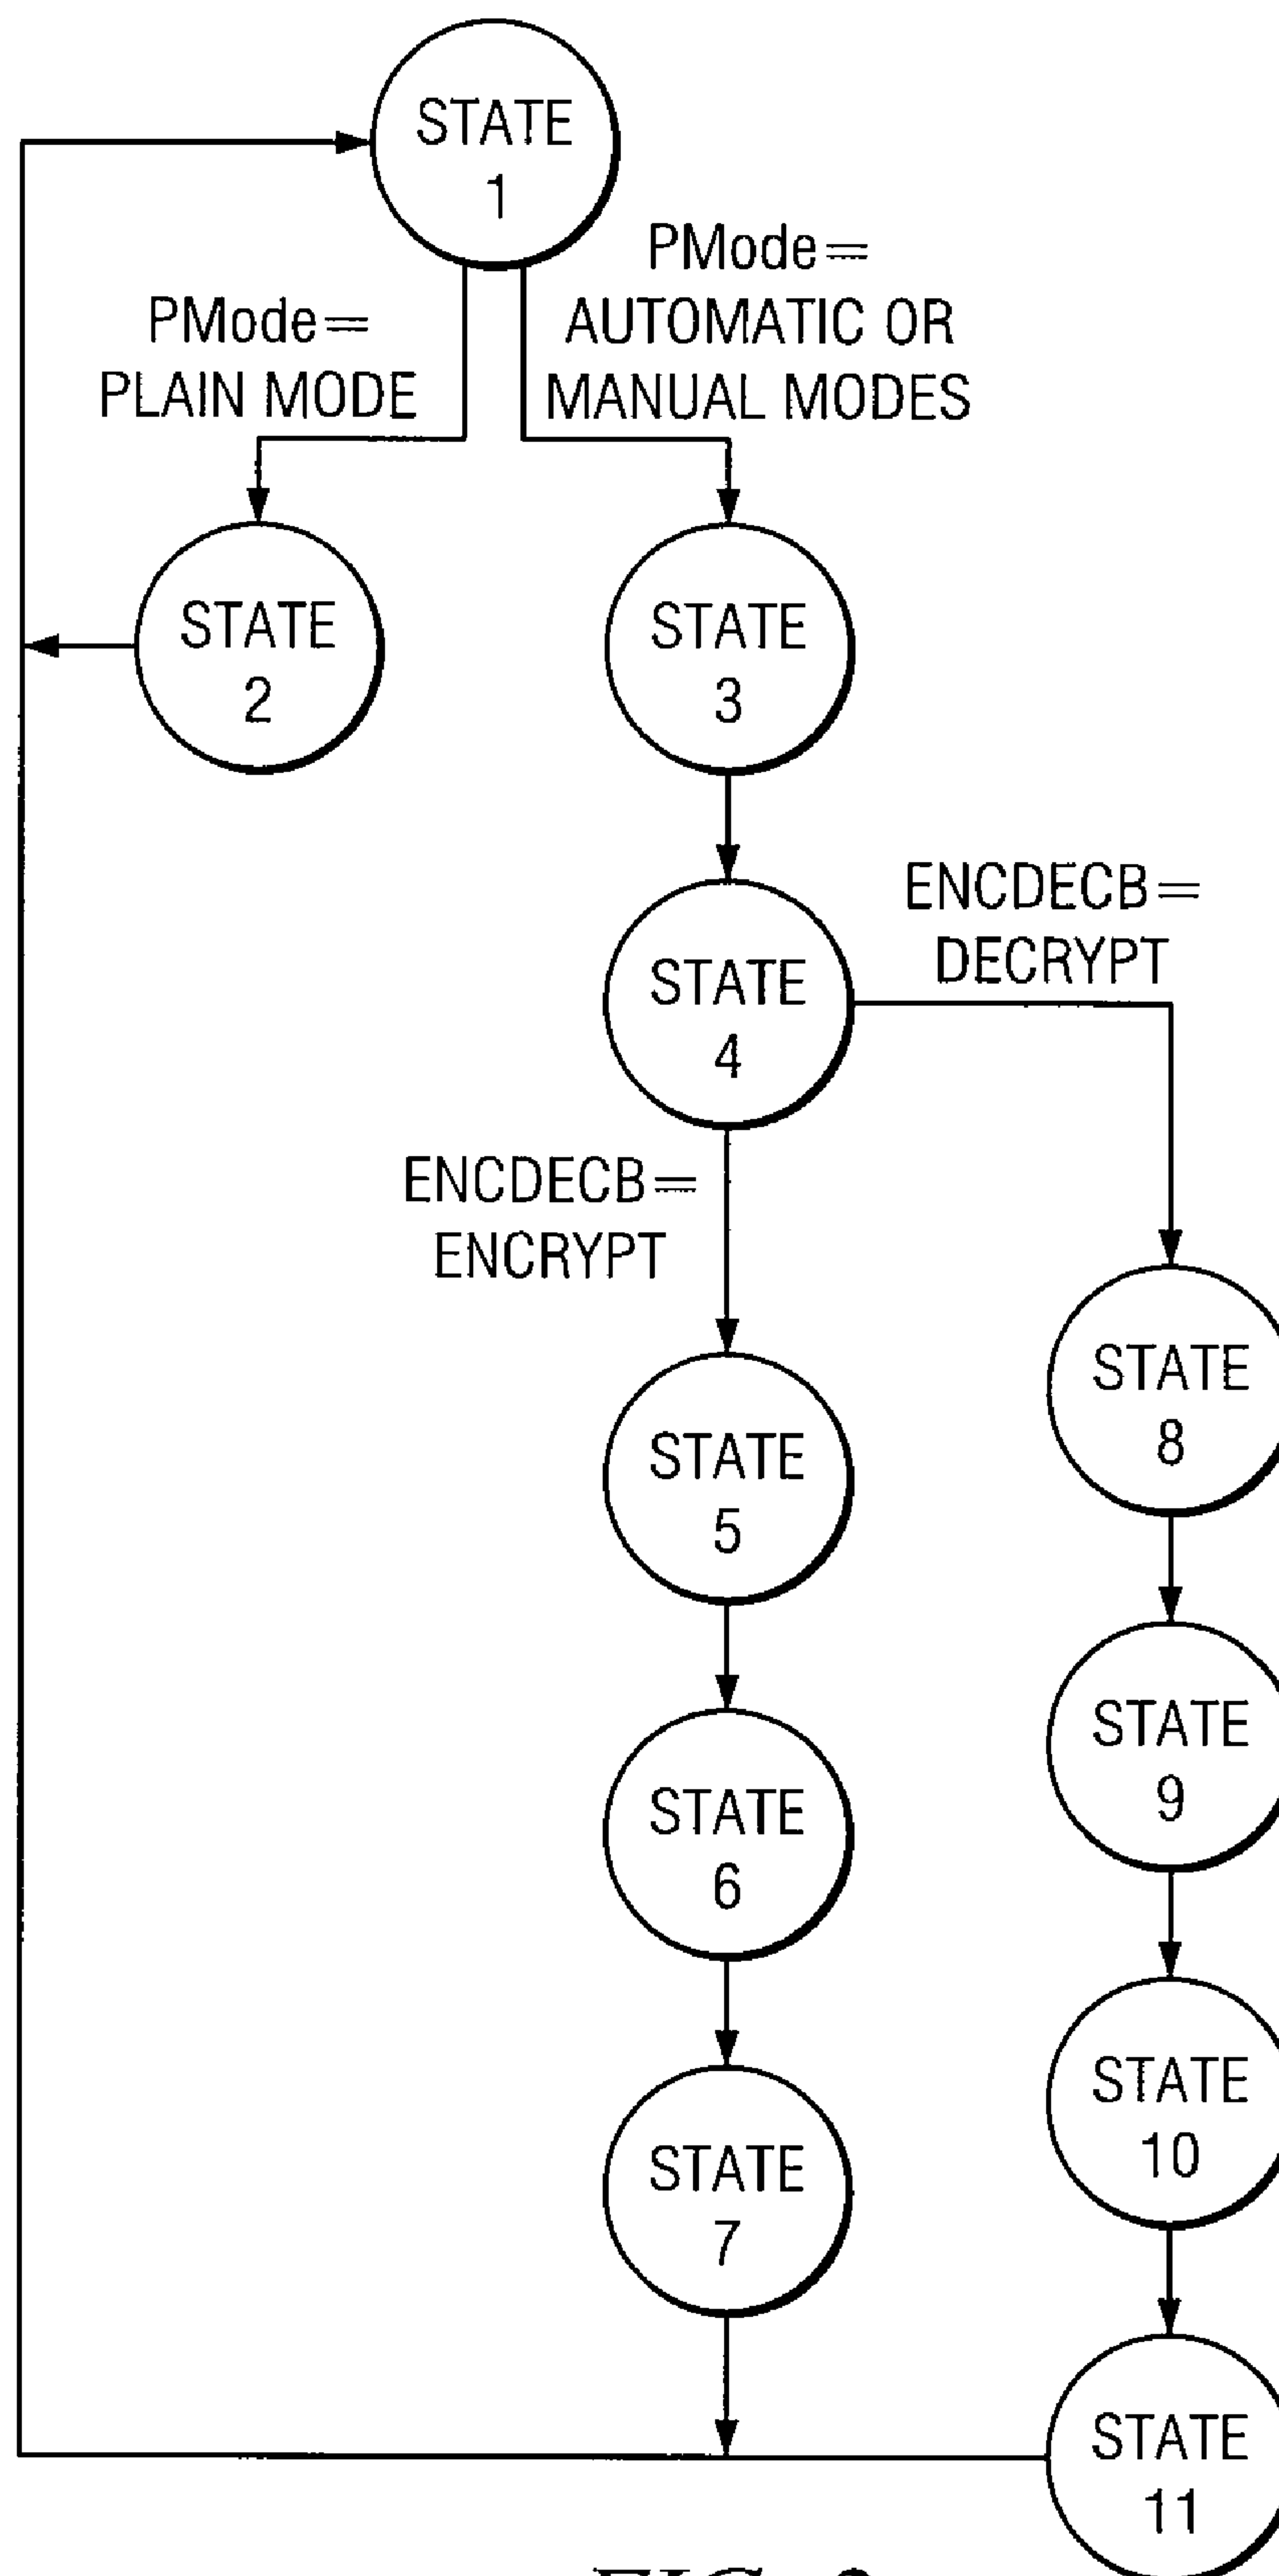 STATE
1
PMode=
PLAIN MODE
PMode=
AUTOMATIC OR
MANUAL MODES
STATE
2
STATE
3
STATE
4
ENCDECB=
DECRYPT
ENCDECB=
ENCRYPT
STATE
5
STATE
8
STATE
6
STATE
9
STATE
7
STATE
10
STATE
11